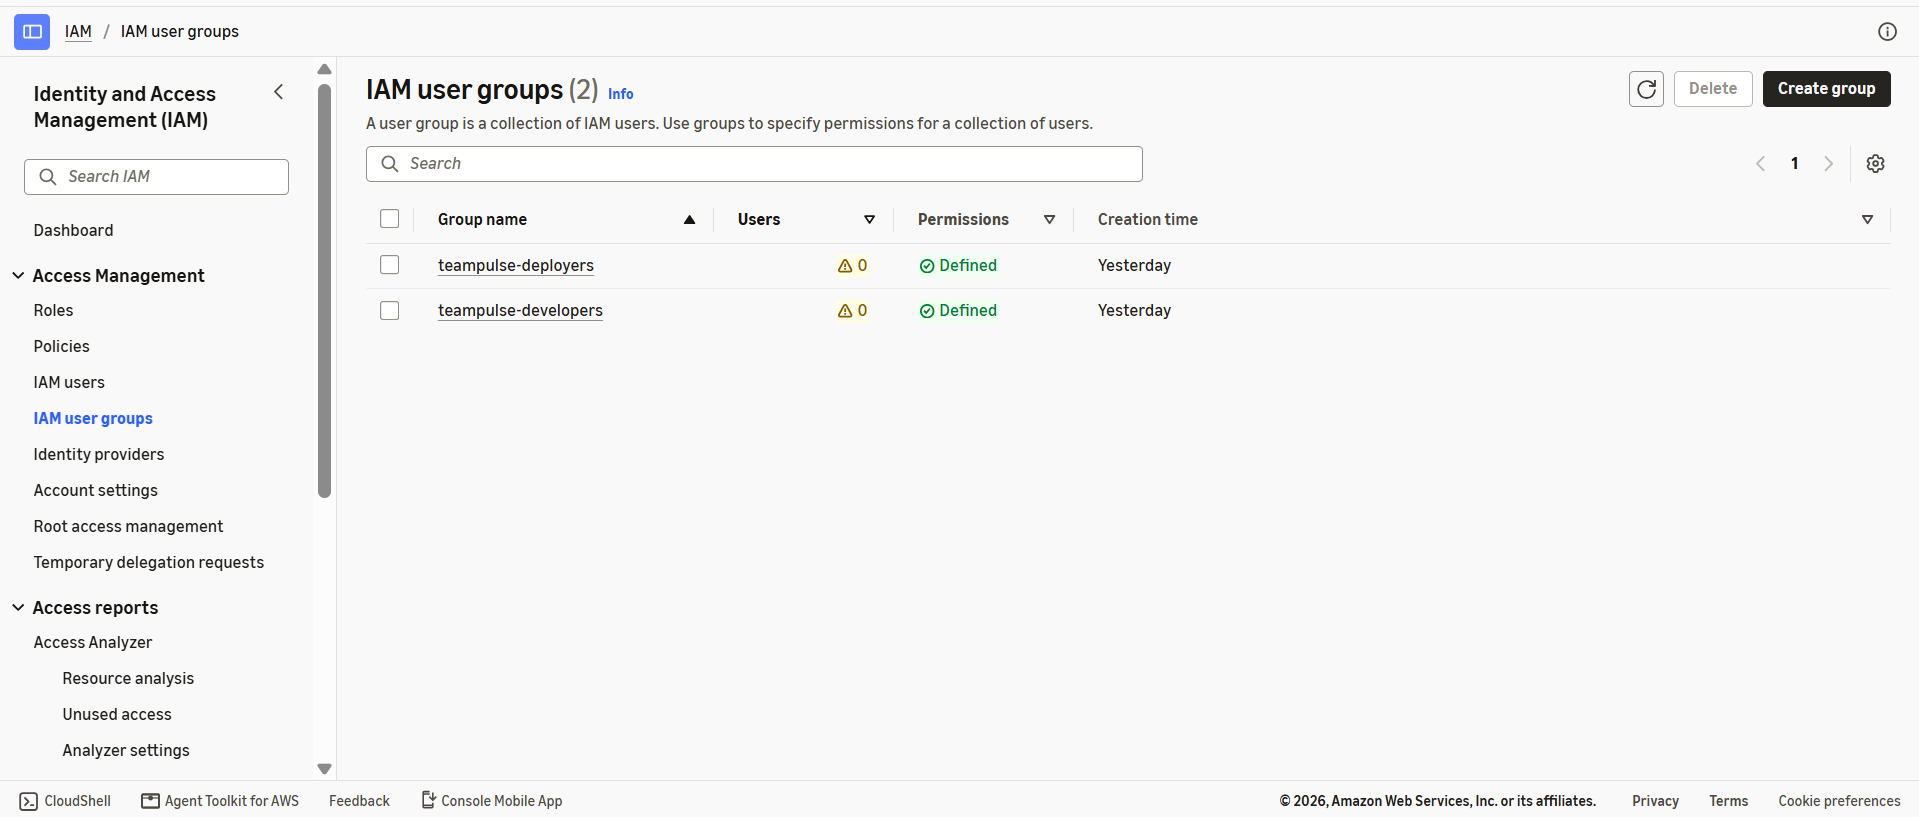 IAM / IAM user groups
Identity and Access
Management (IAM)
Search IAM
Dashboard
Access Management
Roles
Policies
IAM users
IAM user groups
Identity providers
Account settings
Root access management
Temporary delegation requests
Access reports
Access Analyzer
Resource analysis
Unused access
Analyzer settings
IAM user groups (2) Info
Delete
Create group
A user group is a collection of IAM users. Use groups to specify permissions for a collection of users.
Search
1
Group name Users Permissions Creation time
teampulse-deployers 0 Defined Yesterday
teampulse-developers 0 Defined Yesterday
CloudShell Agent Toolkit for AWS Feedback Console Mobile App © 2026, Amazon Web Services, Inc. or its affiliates. Privacy Terms Cookie preferences